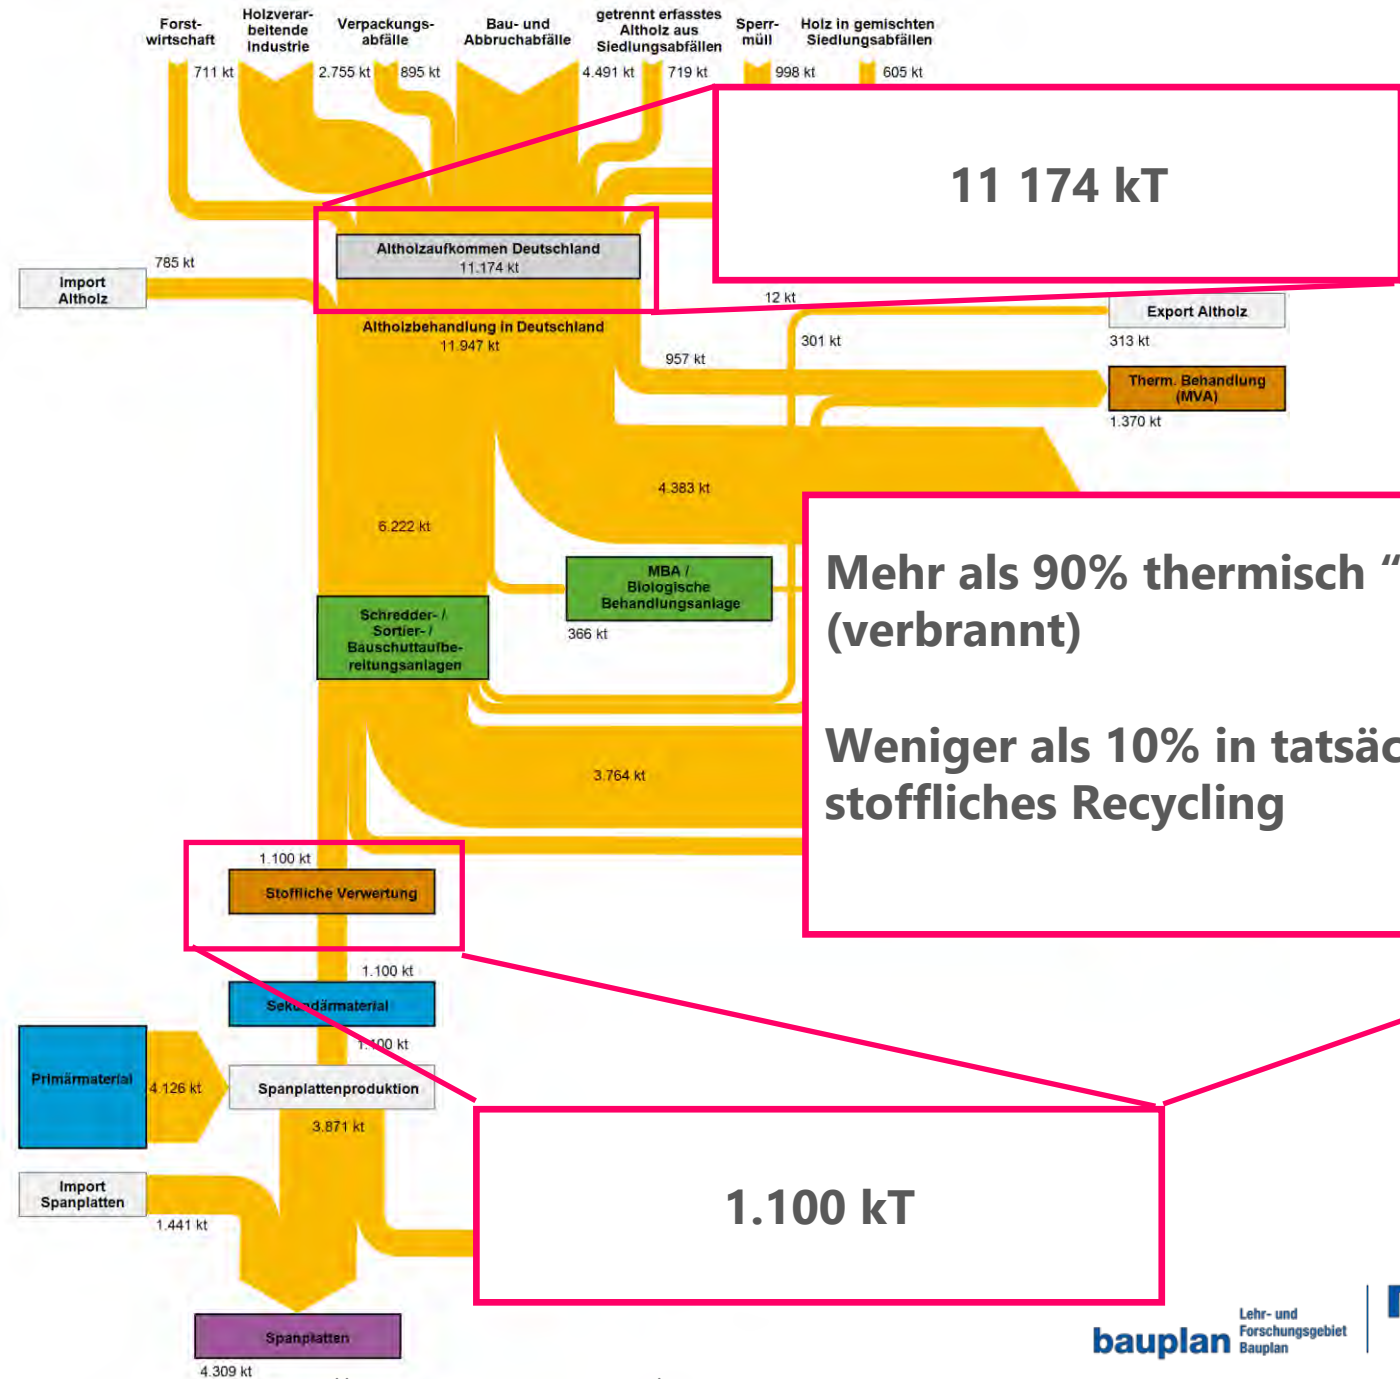 Forst-
wirtschaft
711 kt
Holzverar-
beitende
Industrie
2.755 kt
Verpackungs-
abfälle
895 kt
Bau- und
Abbruchabfälle
4.491 kt
getrennt erfasstes
Altholz aus
Siedlungsabfällen
719 kt
Sperr-
müll
998 kt
Holz in gemischten
Siedlungsabfällen
605 kt
11 174 kT
Altholzaufkommen Deutschland
11.174 kt
785 kt
Import
Altholz
Altholzbehandlung in Deutschland
11.947 kt
12 kt
301 kt
Export Altholz
313 kt
957 kt
Therm. Behandlung
(MVA)
1.370 kt
4.383 kt
6.222 kt
MBA /
Biologische
Behandlungsanlage
366 kt
Schredder- /
Sortier- /
Bauschuttaufbe-
reitungsanlagen
Mehr als 90% thermisch “
(verbrannt)
Weniger als 10% in tatsäc
stoffliches Recycling
3.764 kt
1.100 kt
Stoffliche Verwertung
1.100 kt
Sekundärmaterial
1.100 kt
Primärmaterial
4.126 kt
Spanplattenproduktion
3.871 kt
Import
Spanplatten
1.441 kt
1.100 kT
Spanplatten
4.309 kt
bauplan
Lehr- und
Forschungsgebiet
Bauplan